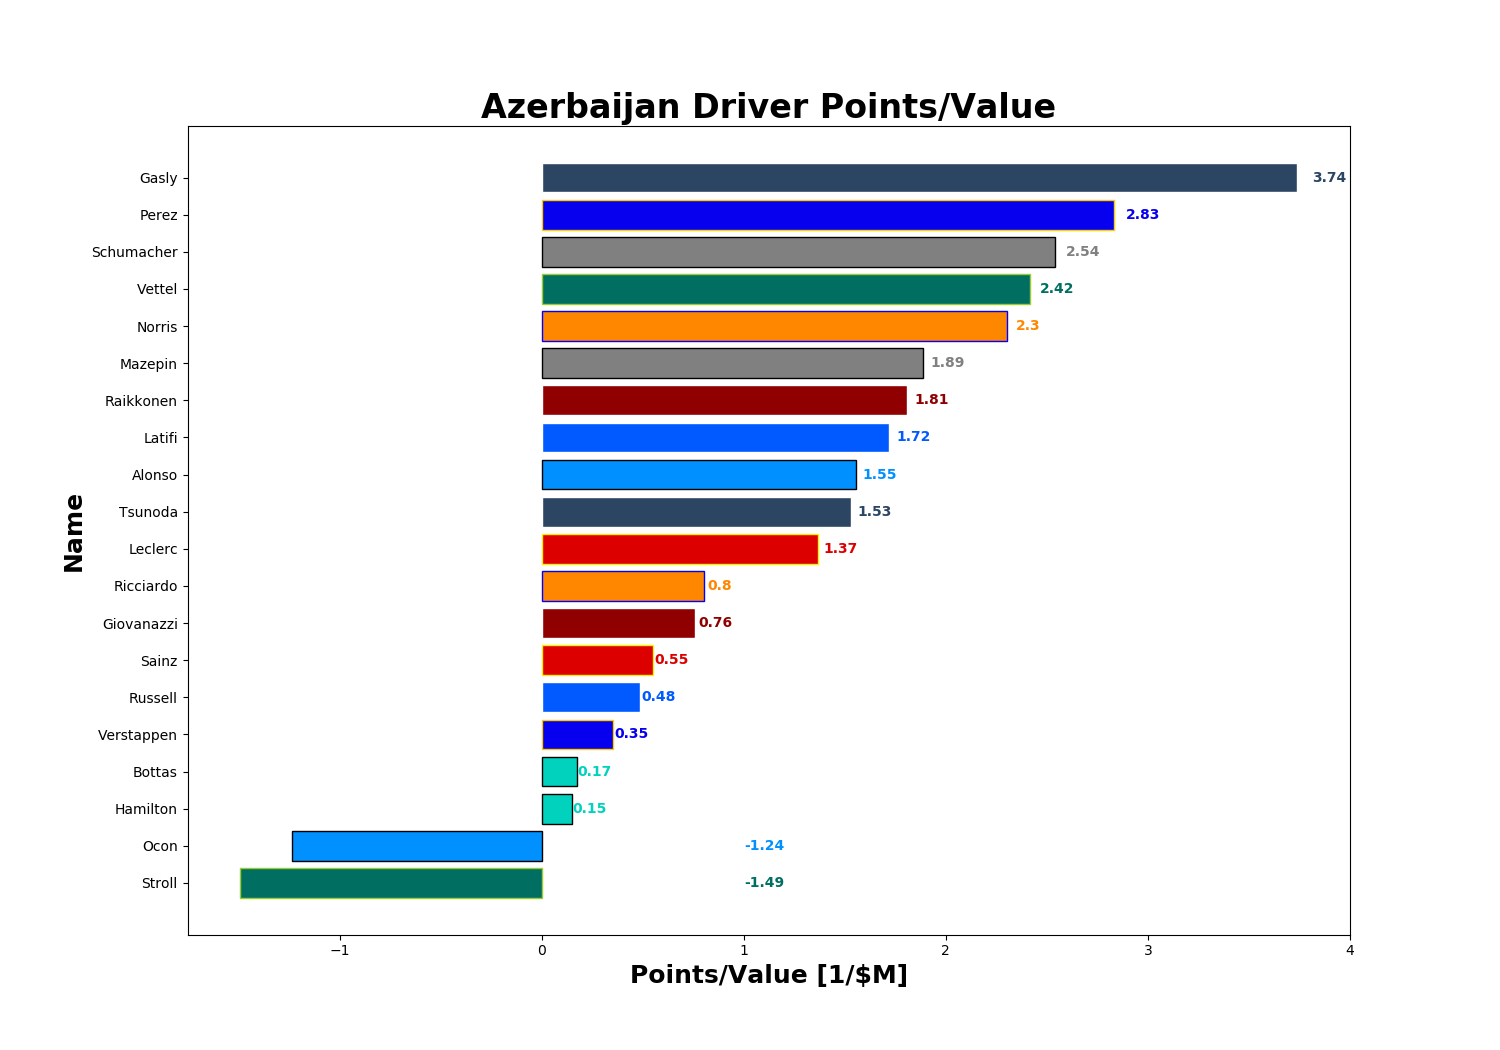 Azerbaijan Driver Points/Value
Gasly 3.74
Perez 2.83
Schumacher 2.54
Vettel 2.42
Norris 2.3
Mazepin 1.89
Raikkonen 1.81
Latifi 1.72
Alonso 1.55
Tsunoda 1.53
Leclerc 1.37
Ricciardo 0.8
Giovanazzi 0.76
Sainz 0.55
Russell 0.48
Verstappen 0.35
Bottas 0.17
Hamilton 0.15
Ocon -1.24
Stroll -1.49
Name
−1 0 1 2 3 4
Points/Value [1/$M]